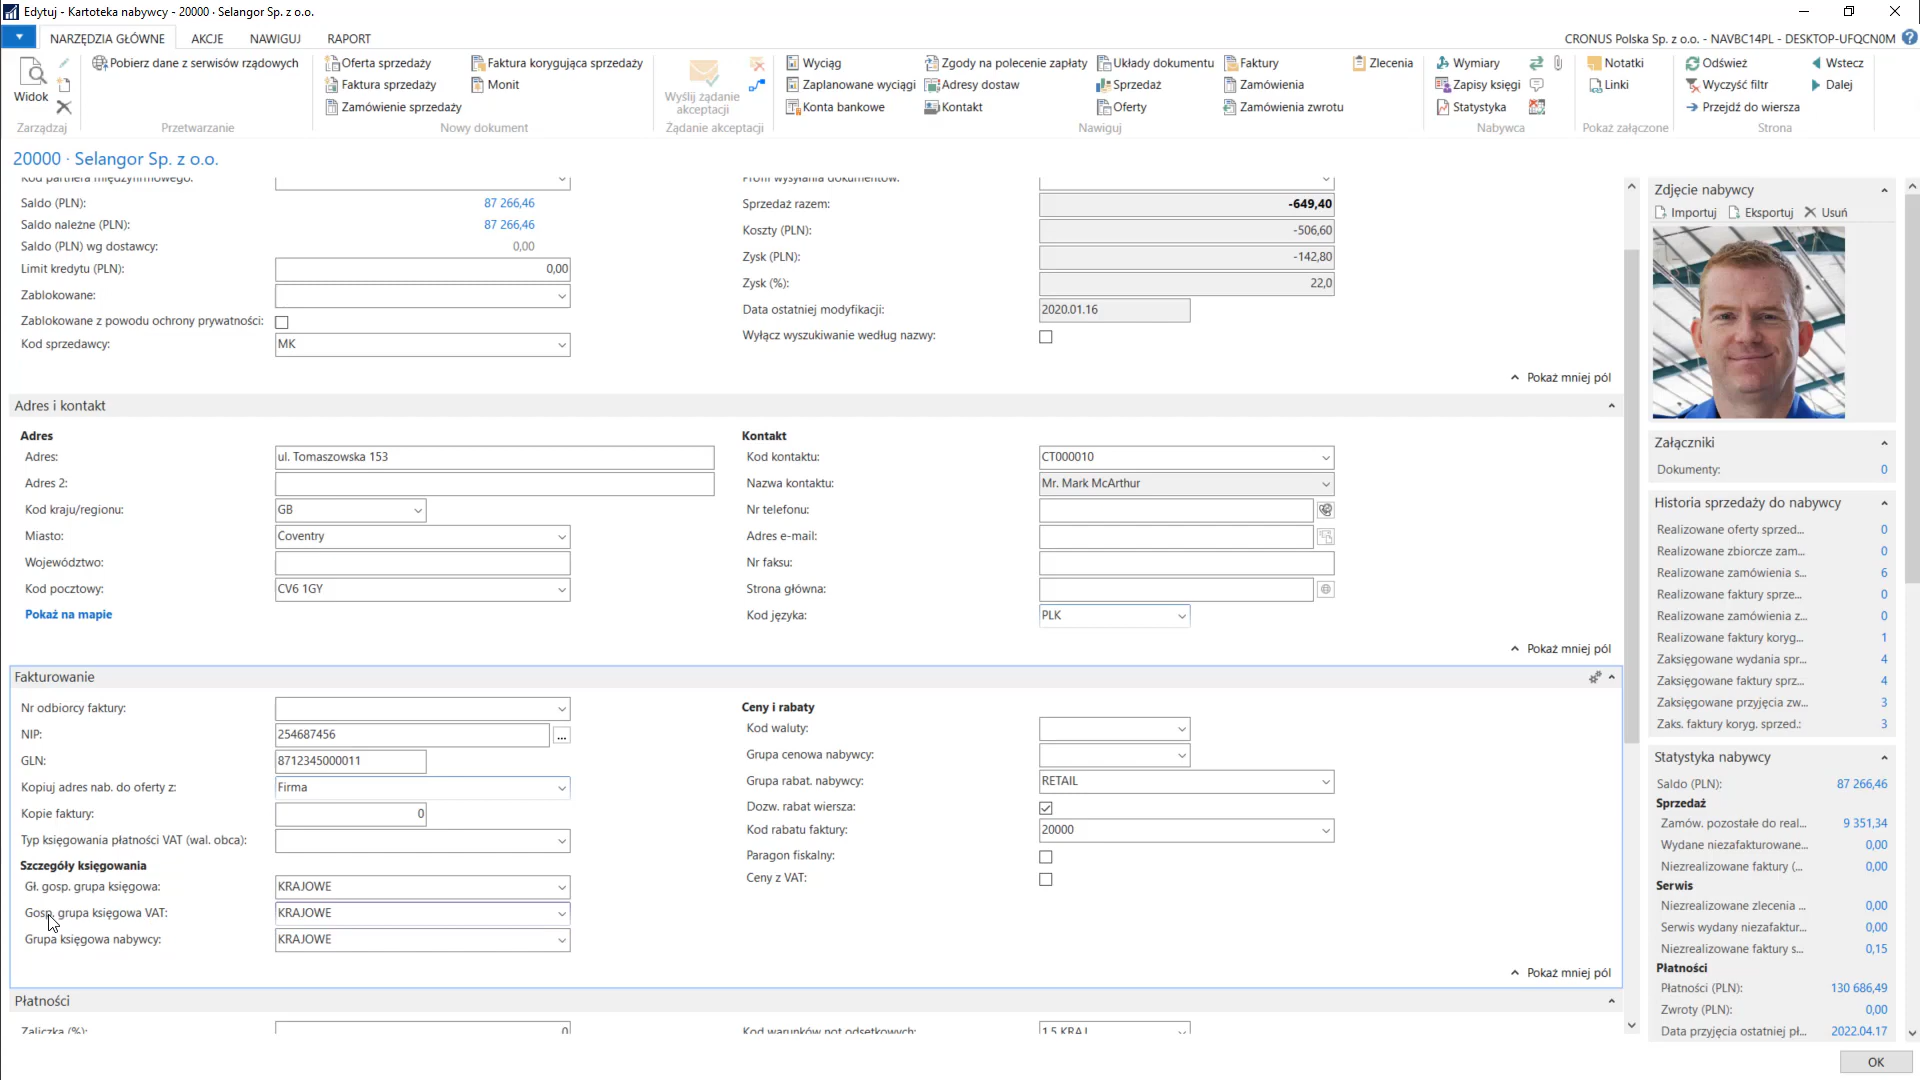 Edytuj - Kartoteka nabywcy - 20000 · Selangor Sp. z o.o.
NARZĘDZIA GŁÓWNE AKCJE NAWIGUJ RAPORT
CRONUS Polska Sp. z o.o. - NAVBC14PL - DESKTOP-UFQCN0M
Widok
Zarządzaj
Pobierz dane z serwisów rządowych
Przetwarzanie
Oferta sprzedaży
Faktura sprzedaży
Zamówienie sprzedaży
Faktura korygująca sprzedaży
Monit
Nowy dokument
Wyślij żądanie
akceptacji
Żądanie akceptacji
Wyciąg
Zaplanowane wyciągi
Konta bankowe
Zgody na polecenie zapłaty
Adresy dostaw
Kontakt
Układy dokumentu
Sprzedaż
Oferty
Faktury
Zamówienia
Zamówienia zwrotu
Zlecenia
Nawiguj
Wymiary
Zapisy księgi
Statystyka
Nabywca
Notatki
Linki
Pokaż załączone
Odśwież
Wyczyść filtr
Przejdź do wiersza
Wstecz
Dalej
Strona
20000 · Selangor Sp. z o.o.
Kod partnera międzyfirmowego:
Saldo (PLN): 87 266,46
Saldo należne (PLN): 87 266,46
Saldo (PLN) wg dostawcy: 0,00
Limit kredytu (PLN): 0,00
Zablokowane:
Zablokowane z powodu ochrony prywatności:
Kod sprzedawcy: MK
Profil wysyłania dokumentów:
Sprzedaż razem: -649,40
Koszty (PLN): -506,60
Zysk (PLN): -142,80
Zysk (%): 22,0
Data ostatniej modyfikacji: 2020.01.16
Wyłącz wyszukiwanie według nazwy:
Pokaż mniej pól
Adres i kontakt
Adres
Adres: ul. Tomaszowska 153
Adres 2:
Kod kraju/regionu: GB
Miasto: Coventry
Województwo:
Kod pocztowy: CV6 1GY
Pokaż na mapie
Kontakt
Kod kontaktu: CT000010
Nazwa kontaktu: Mr. Mark McArthur
Nr telefonu:
Adres e-mail:
Nr faksu:
Strona główna:
Kod języka: PLK
Pokaż mniej pól
Fakturowanie
Nr odbiorcy faktury:
NIP: 254687456 ...
GLN: 8712345000011
Kopiuj adres nab. do oferty z: Firma
Kopie faktury: 0
Typ księgowania płatności VAT (wal. obca):
Szczegóły księgowania
Gł. gosp. grupa księgowa: KRAJOWE
Gosp. grupa księgowa VAT: KRAJOWE
Grupa księgowa nabywcy: KRAJOWE
Ceny i rabaty
Kod waluty:
Grupa cenowa nabywcy:
Grupa rabat. nabywcy: RETAIL
Dozw. rabat wiersza:
Kod rabatu faktury: 20000
Paragon fiskalny:
Ceny z VAT:
Pokaż mniej pól
Płatności
Zaliczka (%): 0
Kod warunków not odsetkowych: 1.5 KRAJ
Zdjęcie nabywcy
Importuj Eksportuj Usuń
Załączniki
Dokumenty: 0
Historia sprzedaży do nabywcy
Realizowane oferty sprzed... 0
Realizowane zbiorcze zam... 0
Realizowane zamówienia s... 6
Realizowane faktury sprze... 0
Realizowane zamówienia z... 0
Realizowane faktury koryg... 1
Zaksięgowane wydania spr... 4
Zaksięgowane faktury sprz... 4
Zaksięgowane przyjęcia zw... 3
Zaks. faktury koryg. sprzed.: 3
Statystyka nabywcy
Saldo (PLN): 87 266,46
Sprzedaż
Zamów. pozostałe do real... 9 351,34
Wydane niezafakturowane... 0,00
Niezrealizowane faktury (... 0,00
Serwis
Niezrealizowane zlecenia ... 0,00
Serwis wydany niezafaktur... 0,00
Niezrealizowane faktury s... 0,15
Płatności
Płatności (PLN): 130 686,49
Zwroty (PLN): 0,00
Data przyjęcia ostatniej pł... 2022.04.17
OK